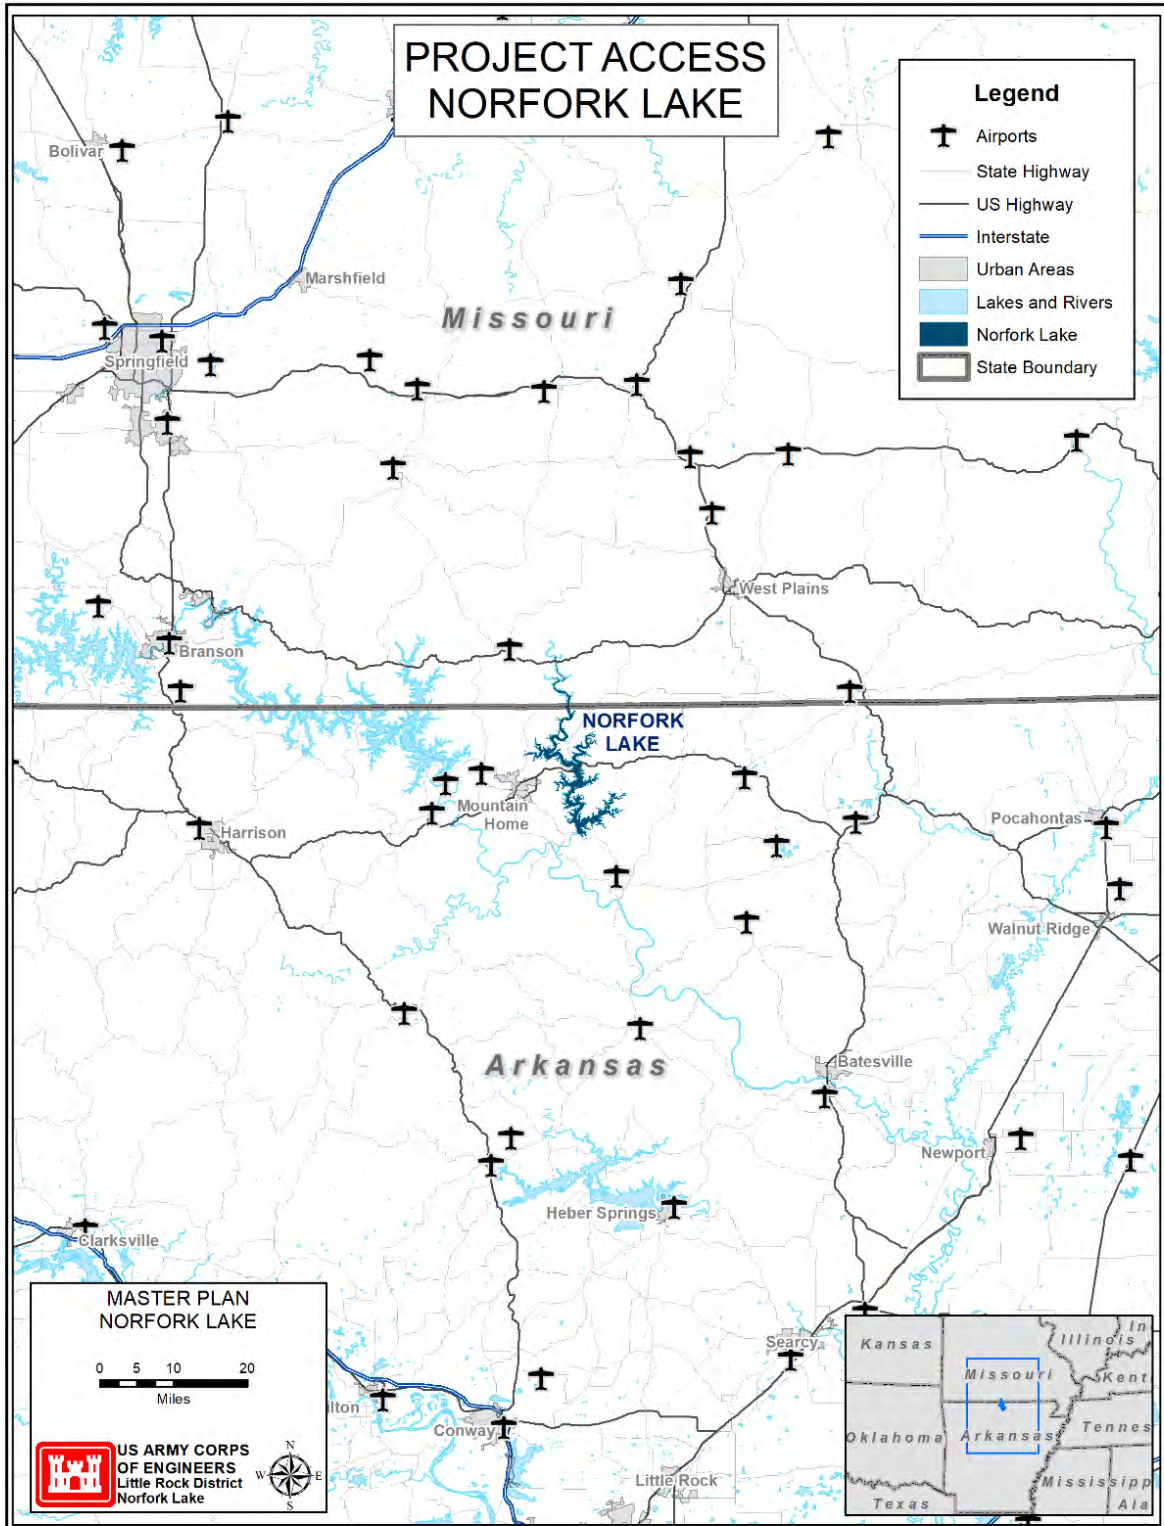 PROJECT ACCESS
NORFORK LAKE
Legend
Airports
State Highway
US Highway
Interstate
Urban Areas
Lakes and Rivers
Norfork Lake
State Boundary
Bolivar
Marshfield
Missouri
Springfield
West Plains
Branson
NORFORK
LAKE
Mountain
Home
Harrison
Pocahontas
Walnut Ridge
Arkansas
Batesville
Newport
Heber Springs
Clarksville
Searcy
ilton
Conway
Little Rock
MASTER PLAN
NORFORK LAKE
0 5 10 20
Miles
US ARMY CORPS
OF ENGINEERS
Little Rock District
Norfork Lake
N
W E
S
Kansas
Illinois
In
Missouri
Kent
Oklahoma
Arkansas
Tennes
Mississipp
Texas
Ala